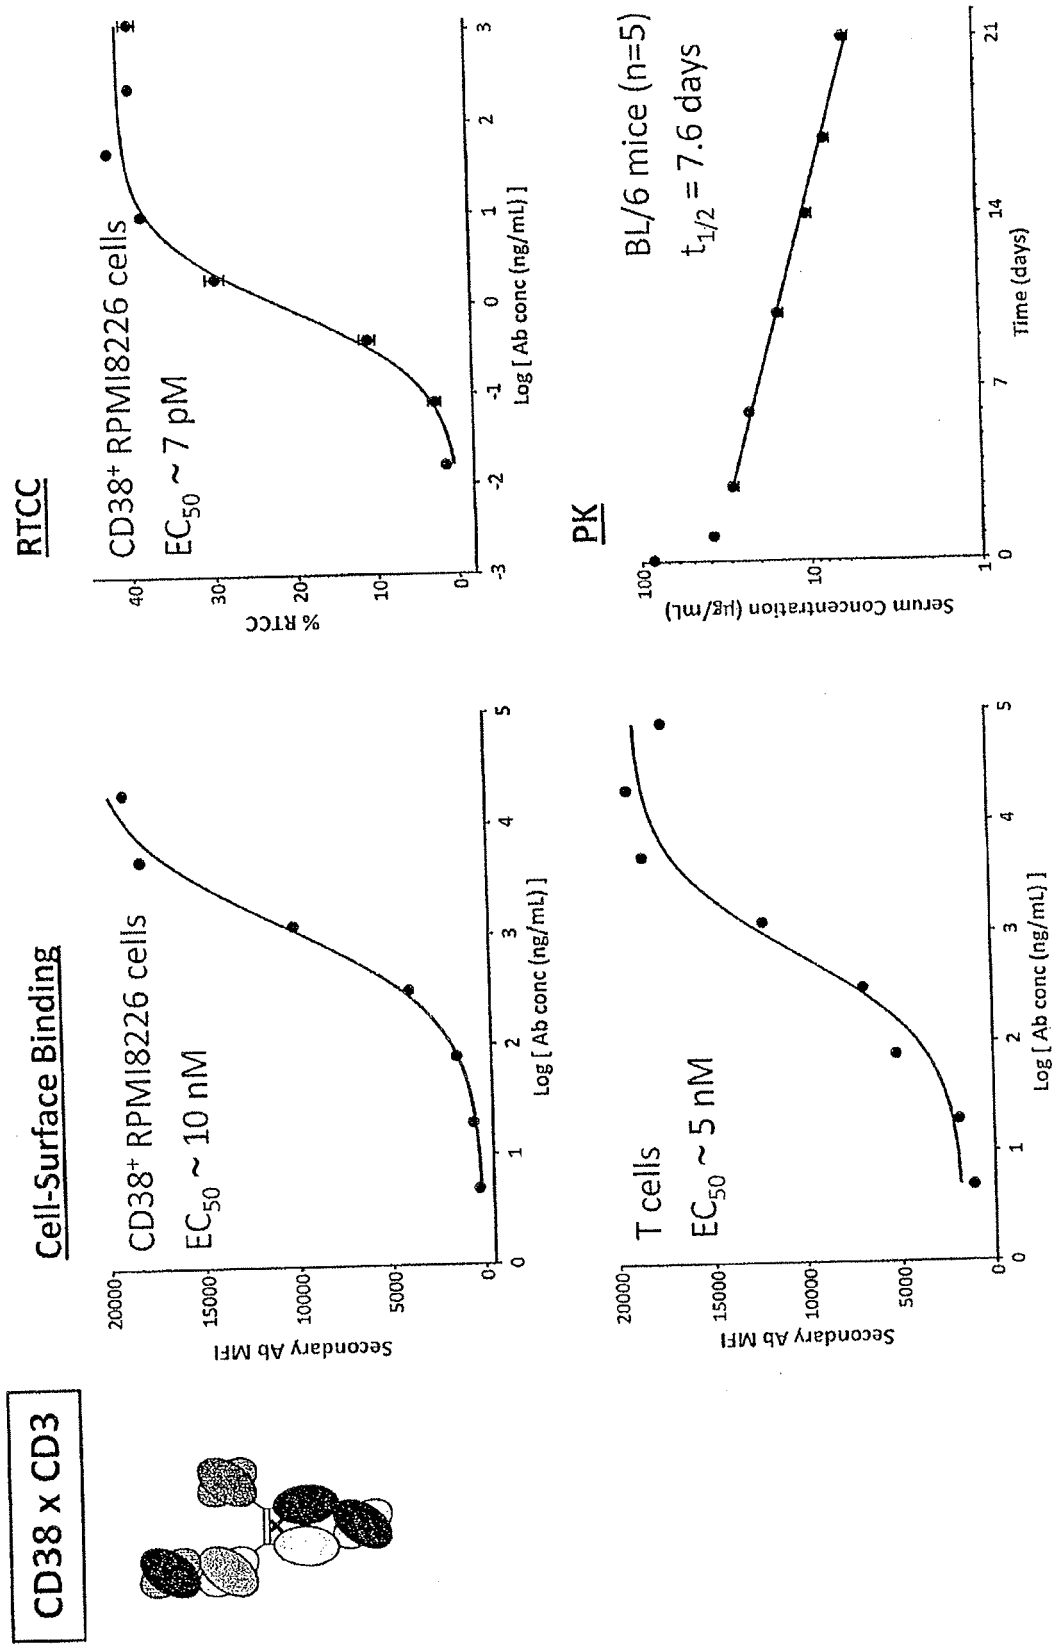 CD38 x CD3
Cell-Surface Binding
CD38⁺ RPMI8226 cells
EC₅₀ ~ 10 nM
Secondary Ab MFI
20000
15000
10000
5000
0
0 1 2 3 4 5
Log [ Ab conc (ng/mL) ]
T cells
EC₅₀ ~ 5 nM
Secondary Ab MFI
20000
15000
10000
5000
0
0 1 2 3 4 5
Log [ Ab conc (ng/mL) ]
RTCC
CD38⁺ RPMI8226 cells
EC₅₀ ~ 7 pM
% RTCC
40
30
20
10
0
-3 -2 -1 0 1 2 3
Log [ Ab conc (ng/mL) ]
PK
BL/6 mice (n=5)
t₁/₂ = 7.6 days
Serum Concentration (µg/mL)
100
10
1
0 7 14 21
Time (days)